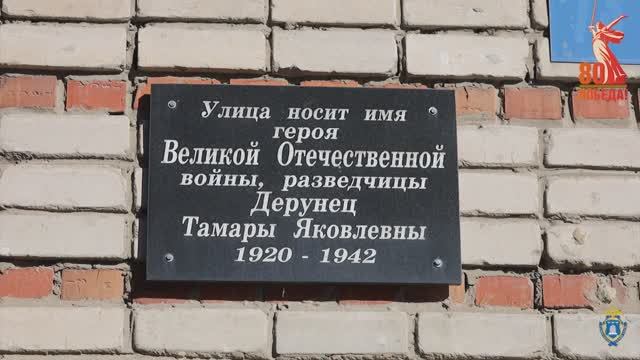 Улица носит имя
героя
Великой Отечественной
войны, разведчицы
Дерунец
Тамары Яковлевны
1920 - 1942
80
ПОБЕДА!